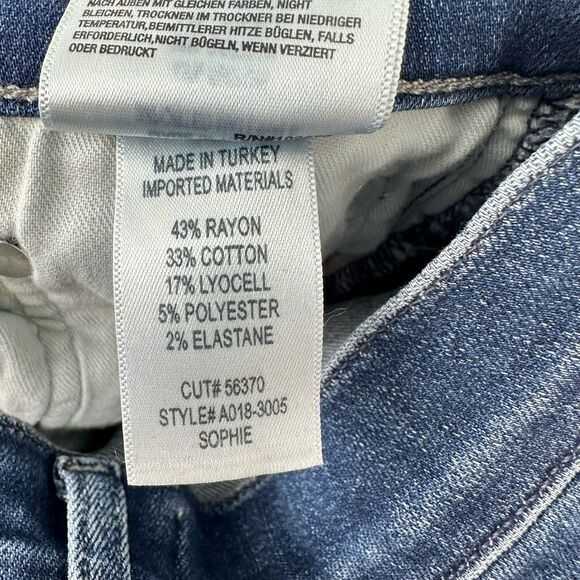 NACH AUßEN MIT GLEICHEN FARBEN, NIGHT
BLEICHEN, TROCKNEN IM TROCKNER BEI NIEDRIGER
TEMPERATUR,BEIMITTLERER HITZE BÜGLEN, FALLS
ERFORDERLICH,NICHT BÜGELN, WENN VERZIERT
ODER BEDRUCKT
MADE IN TURKEY
IMPORTED MATERIALS
43% RAYON
33% COTTON
17% LYOCELL
5% POLYESTER
2% ELASTANE
CUT# 56370
STYLE# A018-3005
SOPHIE